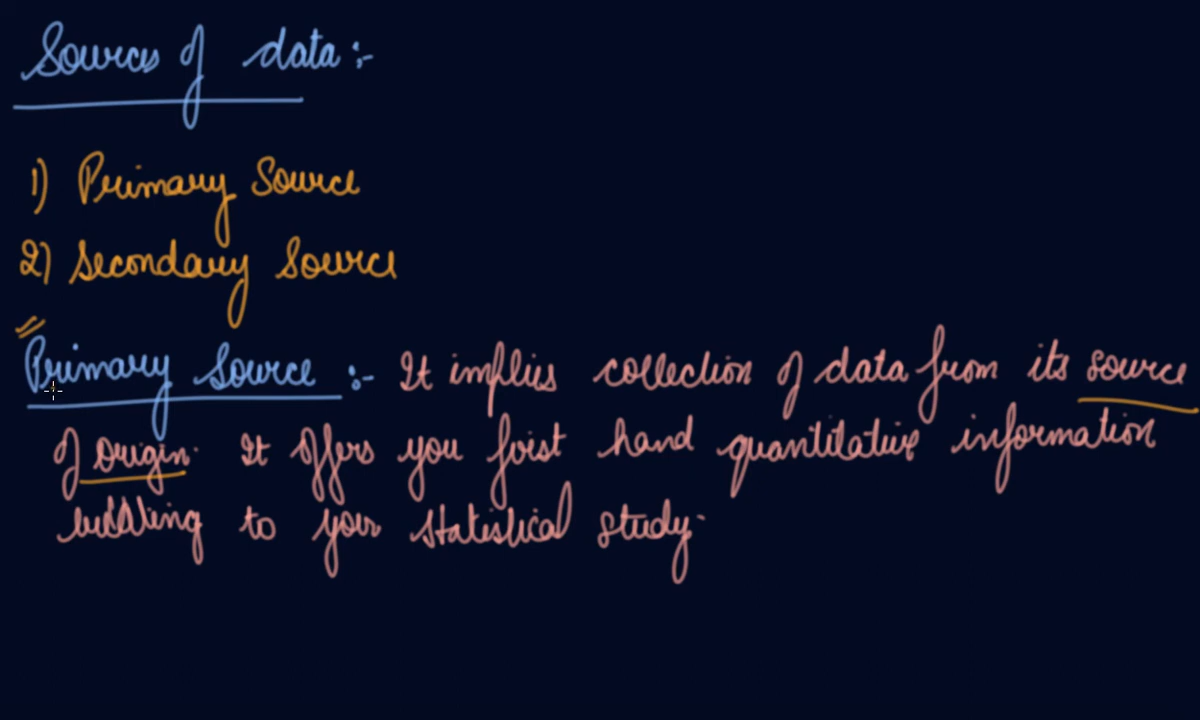 Sources of data :-
1) Primary Source
2) Secondary Source
Primary Source :- It implies collection of data from its source
of origin. It offers you first hand quantitative information
to your statistical study.